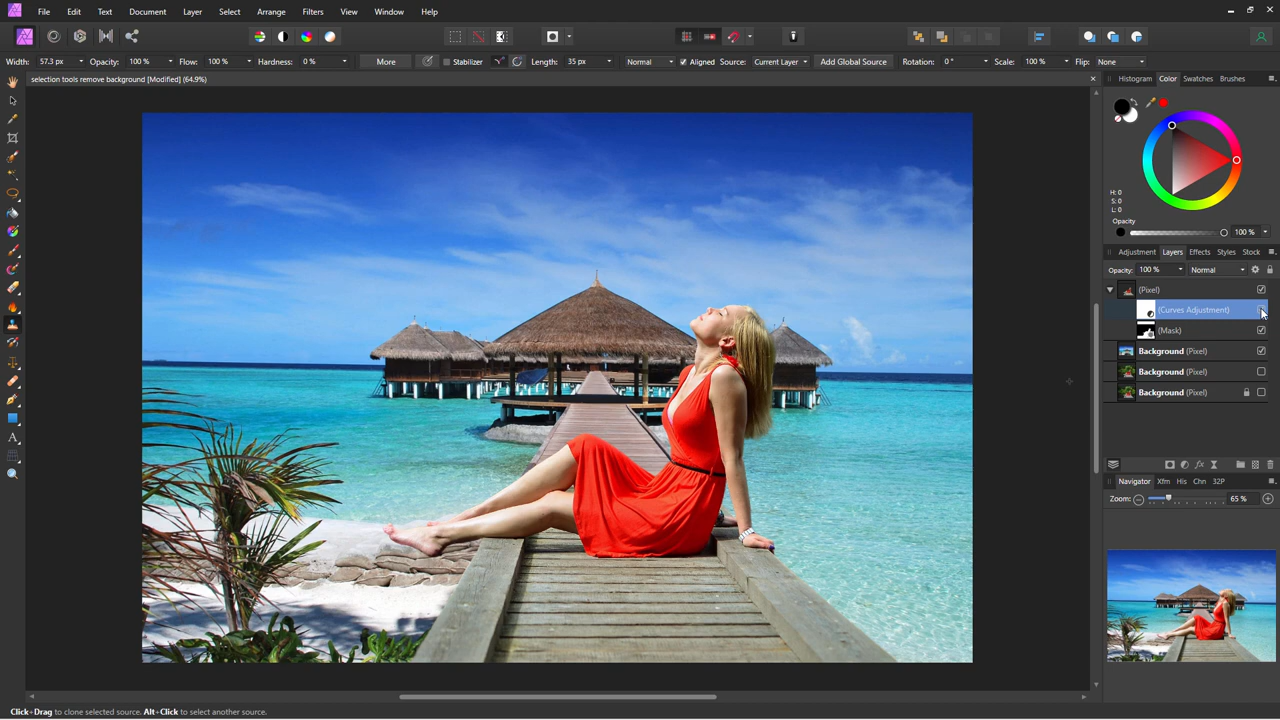 File Edit Text Document Layer Select Arrange Filters View Window Help
Width: 57.3 px Opacity: 100 % Flow: 100 % Hardness: 0 % More Stabilizer Length: 35 px Normal Aligned Source: Current Layer Add Global Source Rotation: 0 ° Scale: 100 % Flip: None
selection tools remove background [Modified] (64.9%)
Histogram Color Swatches Brushes
H: 0
S: 0
L: 0
Opacity
100 %
Adjustment Layers Effects Styles Stock
Opacity: 100 % Normal
(Pixel)
(Curves Adjustment)
(Mask)
Background (Pixel)
Background (Pixel)
Background (Pixel)
Navigator Xfm His Chn 32P
Zoom: 65 %
Click+Drag to clone selected source. Alt+Click to select another source.